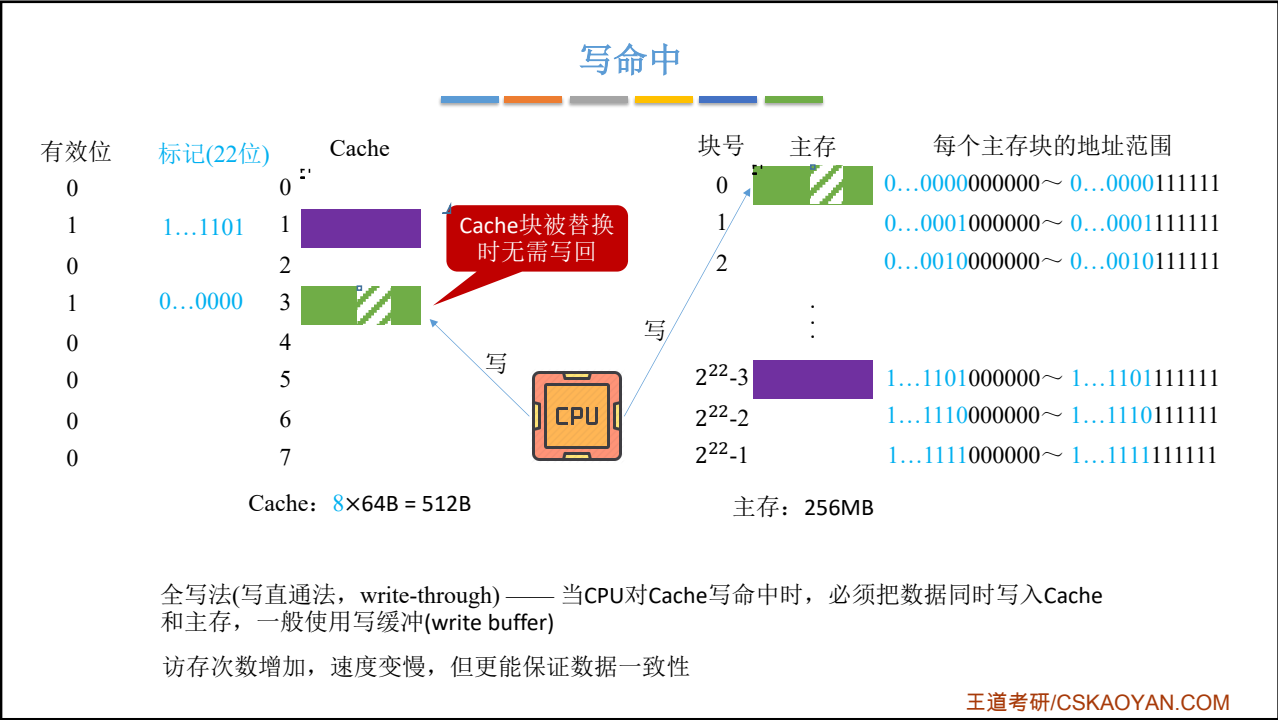 写命中
有效位 标记(22位) Cache 块号 主存 每个主存块的地址范围
0 0 0 0…0000000000～ 0…0000111111
1 1…1101 1 1 0…0001000000～ 0…0001111111
0 2 2 0…0010000000～ 0…0010111111
Cache块被替换
时无需写回
1 0…0000 3
0 4
0 5 2²²-3 1…1101000000～ 1…1101111111
0 6 2²²-2 1…1110000000～ 1…1110111111
0 7 2²²-1 1…1111000000～ 1…1111111111
写
写
CPU
Cache：8×64B = 512B
主存：256MB
全写法(写直通法，write-through) —— 当CPU对Cache写命中时，必须把数据同时写入Cache
和主存，一般使用写缓冲(write buffer)
访存次数增加，速度变慢，但更能保证数据一致性
王道考研/CSKAOYAN.COM